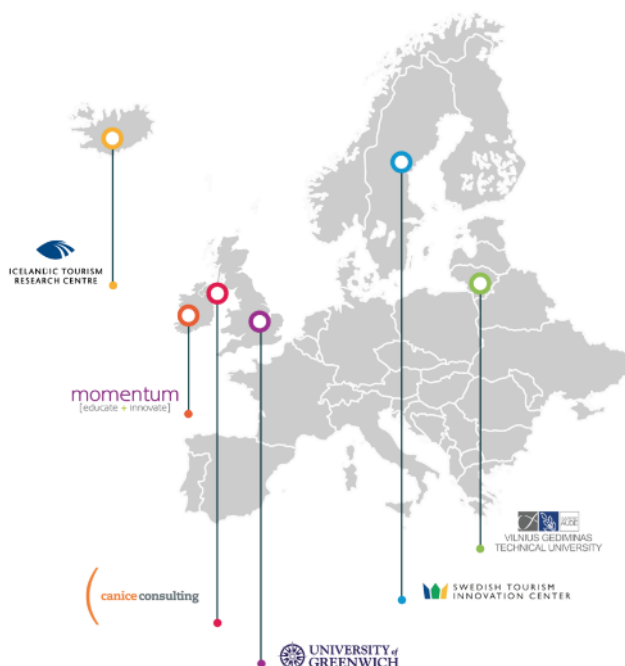 ICELANDIC TOURISM
RESEARCH CENTRE
momentum
[educate + innovate]
VILNIUS GEDIMINAS
TECHNICAL UNIVERSITY
canice consulting
SWEDISH TOURISM
INNOVATION CENTER
UNIVERSITY of
GREENWICH